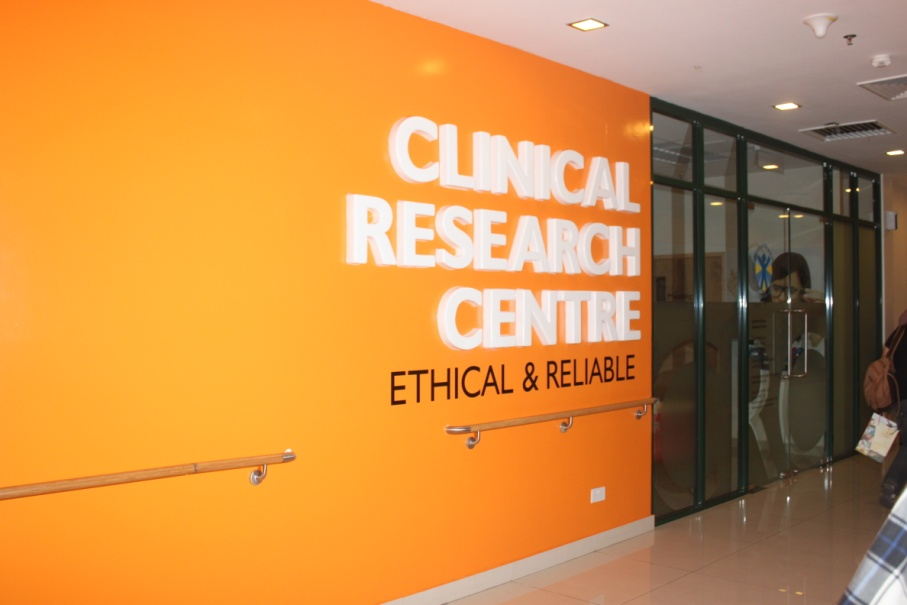 CLINICAL
RESEARCH
CENTRE
ETHICAL & RELIABLE